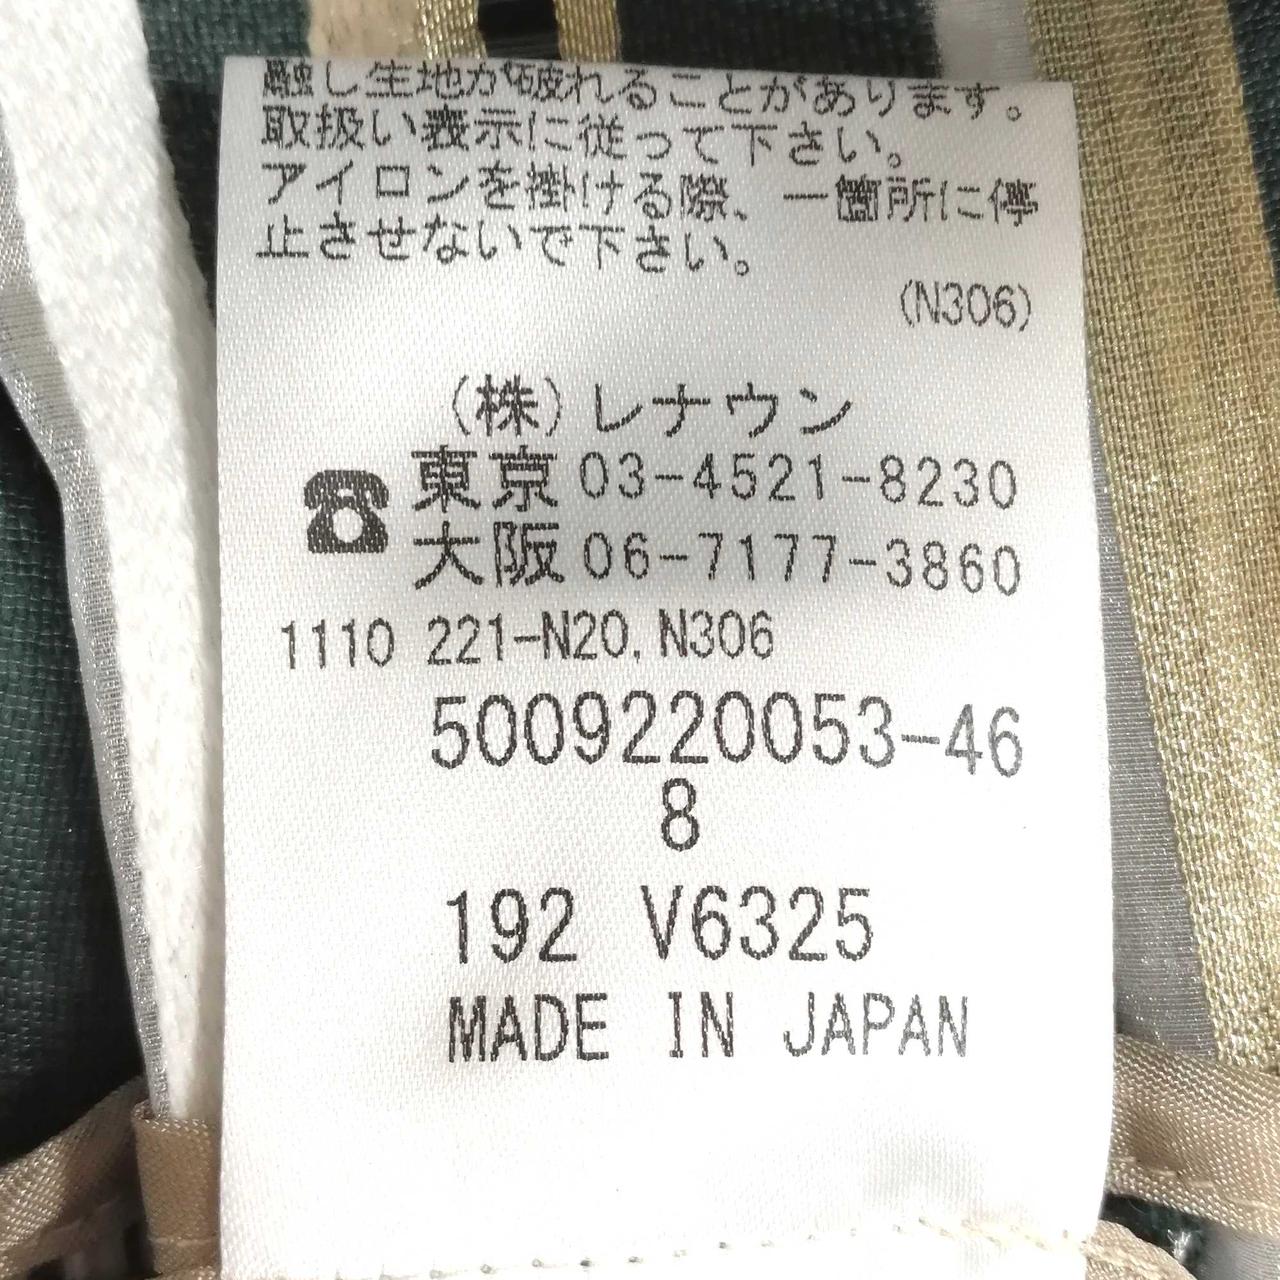 融し生地が破れることがあります。
取扱い表示に従って下さい。
アイロンを掛ける際、一箇所に停
止させないで下さい。
(N306)
(株)レナウン
☎東京03-4521-8230
大阪06-7177-3860
1110 221-N20,N306
5009220053-46
8
192 V6325
MADE IN JAPAN